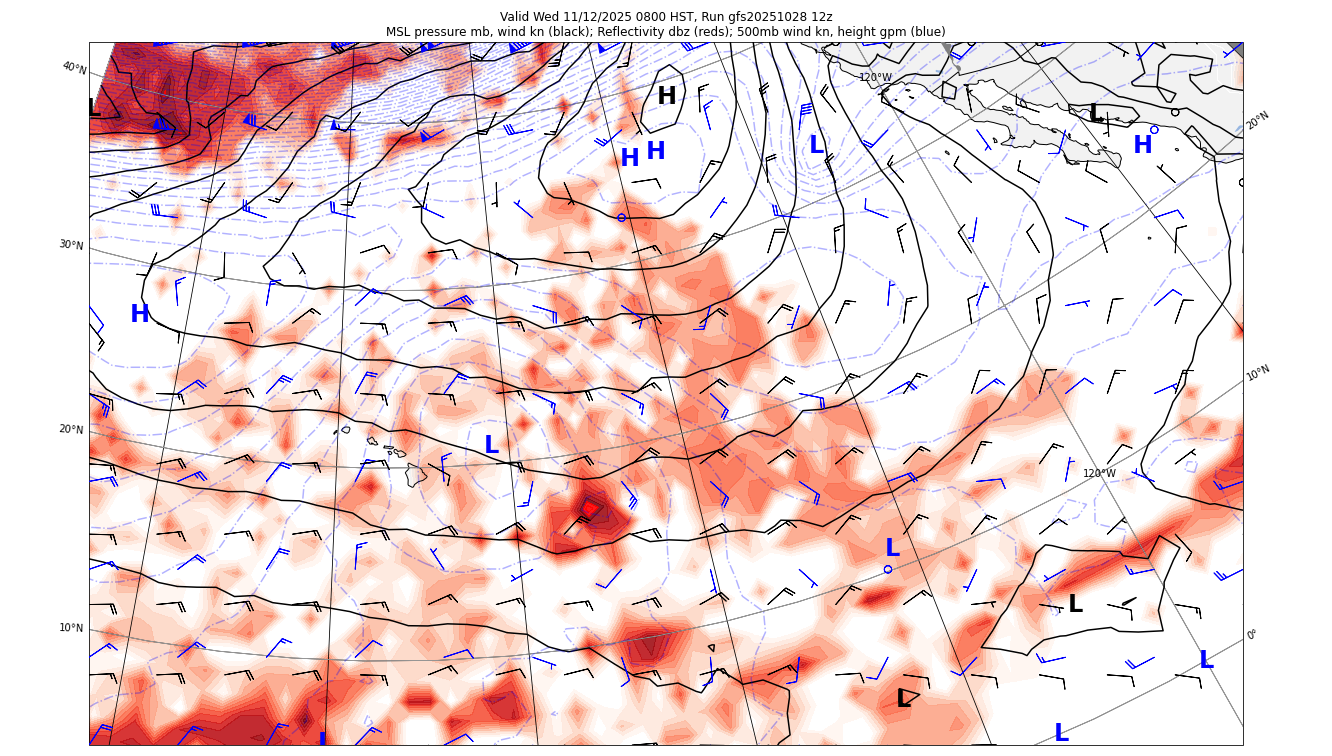 Valid Wed 11/12/2025 0800 HST, Run gfs20251028 12z
MSL pressure mb, wind kn (black); Reflectivity dbz (reds); 500mb wind kn, height gpm (blue)
40°N
120°W
H
L
L
20°N
L
H
H
H
30°N
H
10°N
20°N
L
120°W
L
L
10°N
0°
L
L
L
L